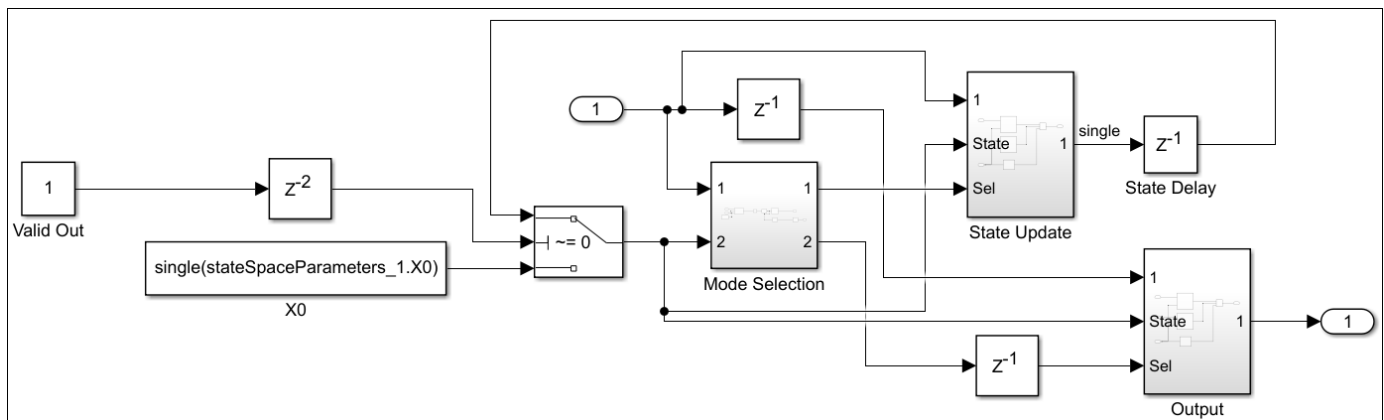 1
Valid Out
Z-2
single(stateSpaceParameters_1.X0)
X0
~= 0
1
Z-1
1
2
1
2
Mode Selection
1
State
Sel
1
State Update
single
Z-1
State Delay
Z-1
1
State
Sel
1
Output
1